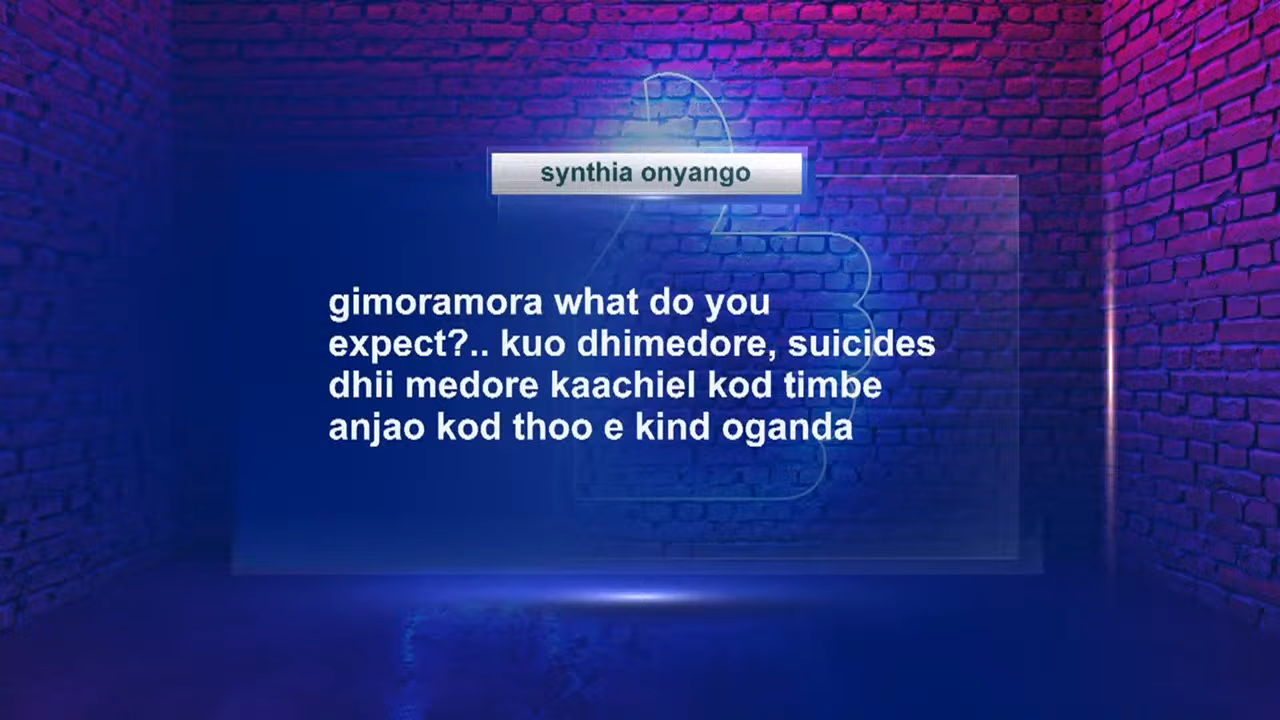 synthia onyango
gimoramora what do you
expect?.. kuo dhimedore, suicides
dhii medore kaachiel kod timbe
anjao kod thoo e kind oganda